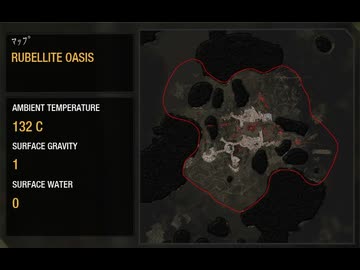 マップ
RUBELLITE OASIS
AMBIENT TEMPERATURE
132 C
SURFACE GRAVITY
1
SURFACE WATER
0